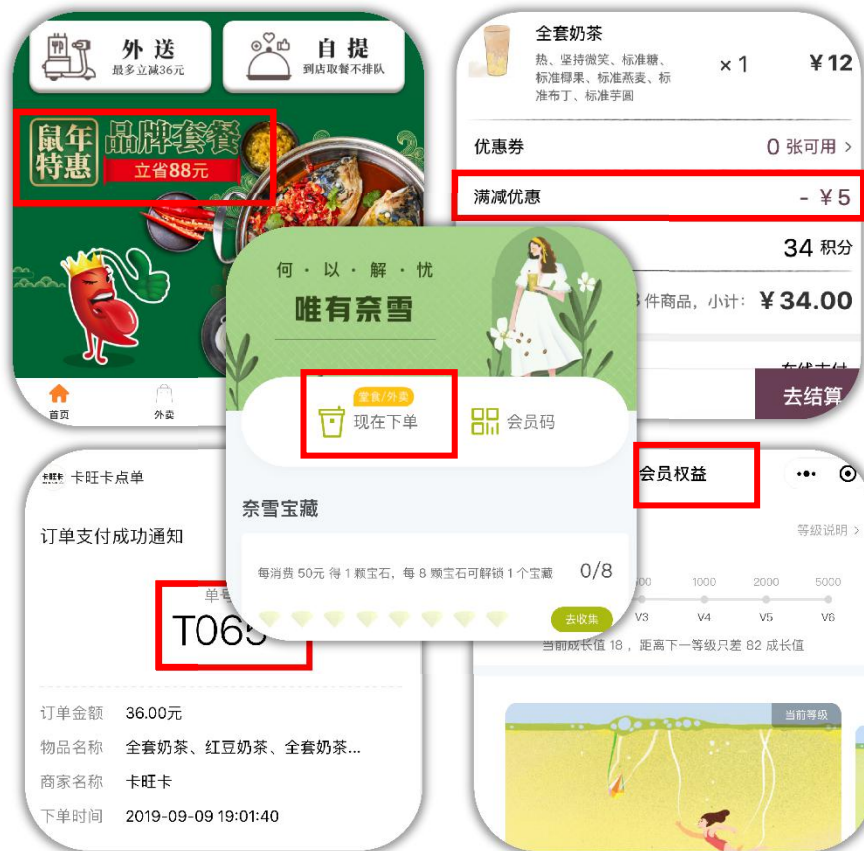 外 送
最多立减36元
自 提
到店取餐不排队
鼠年
特惠
品牌套餐
立省88元
首页
外卖
全套奶茶
热、坚持微笑、标准糖、
标准椰果、标准燕麦、标
准布丁、标准芋圆
×1
¥12
优惠券
0 张可用 >
满减优惠
- ¥5
34 积分
件商品，小计：¥34.00
去结算
何·以·解·忧
唯有奈雪
堂食/外卖
现在下单
会员码
奈雪宝藏
每消费 50元 得 1 颗宝石，每 8 颗宝石可解锁 1 个宝藏
0/8
去收集
卡旺卡点单
订单支付成功通知
单号
T065
订单金额 36.00元
物品名称 全套奶茶、红豆奶茶、全套奶茶...
商家名称 卡旺卡
下单时间 2019-09-09 19:01:40
会员权益
等级说明 >
1000 2000 5000
V3 V4 V5 V6
当前成长值 18 ，距离下一等级只差 82 成长值
当前等级